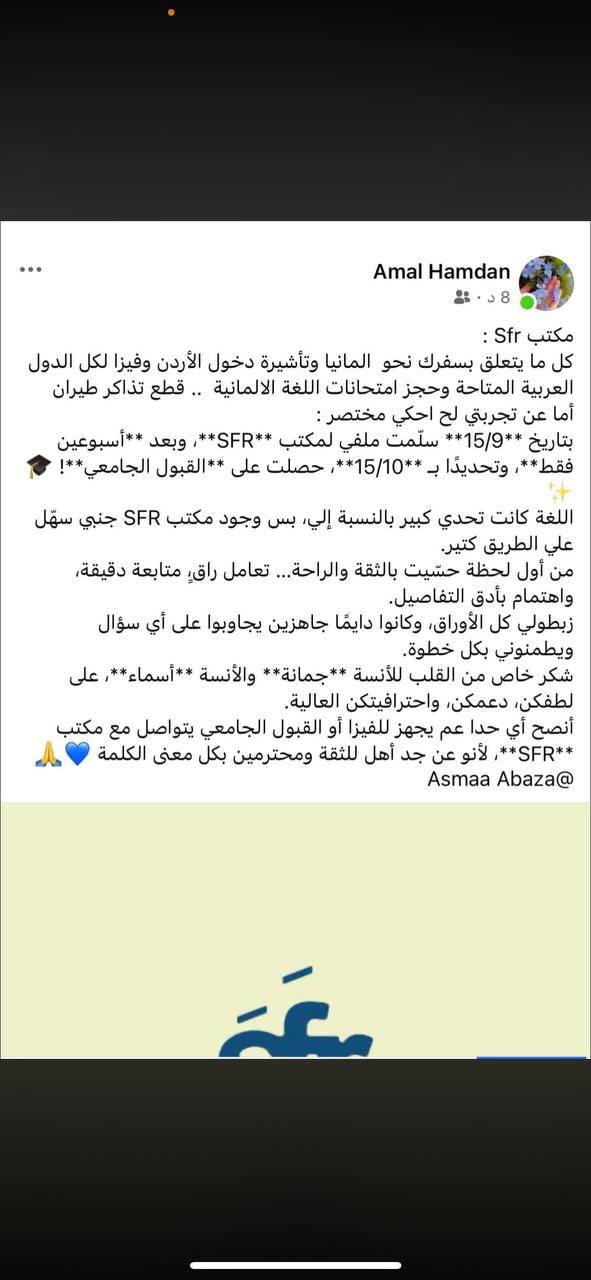 Amal Hamdan
8 د ·
مكتب Sfr :
كل ما يتعلق بسفرك نحو المانيا وتأشيرة دخول الأردن وفيزا لكل الدول
العربية المتاحة وحجز امتحانات اللغة الالمانية .. قطع تذاكر طيران
أما عن تجربتي لح احكي مختصر :
بتاريخ **15/9** سلّمت ملفي لمكتب **SFR**، وبعد **أسبوعين
فقط**، وتحديدًا بـ **15/10**، حصلت على **القبول الجامعي**! 🎓
✨
اللغة كانت تحدي كبير بالنسبة إلي، بس وجود مكتب SFR جنبي سهّل
علي الطريق كتير.
من أول لحظة حسّيت بالثقة والراحة... تعامل راقٍ، متابعة دقيقة،
واهتمام بأدق التفاصيل.
زبطولي كل الأوراق، وكانوا دايمًا جاهزين يجاوبوا على أي سؤال
ويطمنوني بكل خطوة.
شكر خاص من القلب للأنسة **جمانة** والأنسة **أسماء**، على
لطفكن، دعمكن، واحترافيتكن العالية.
أنصح أي حدا عم يجهز للفيزا أو القبول الجامعي يتواصل مع مكتب
**SFR**، لأنو عن جد أهل للثقة ومحترمين بكل معنى الكلمة 💙🙏
@Asmaa Abaza